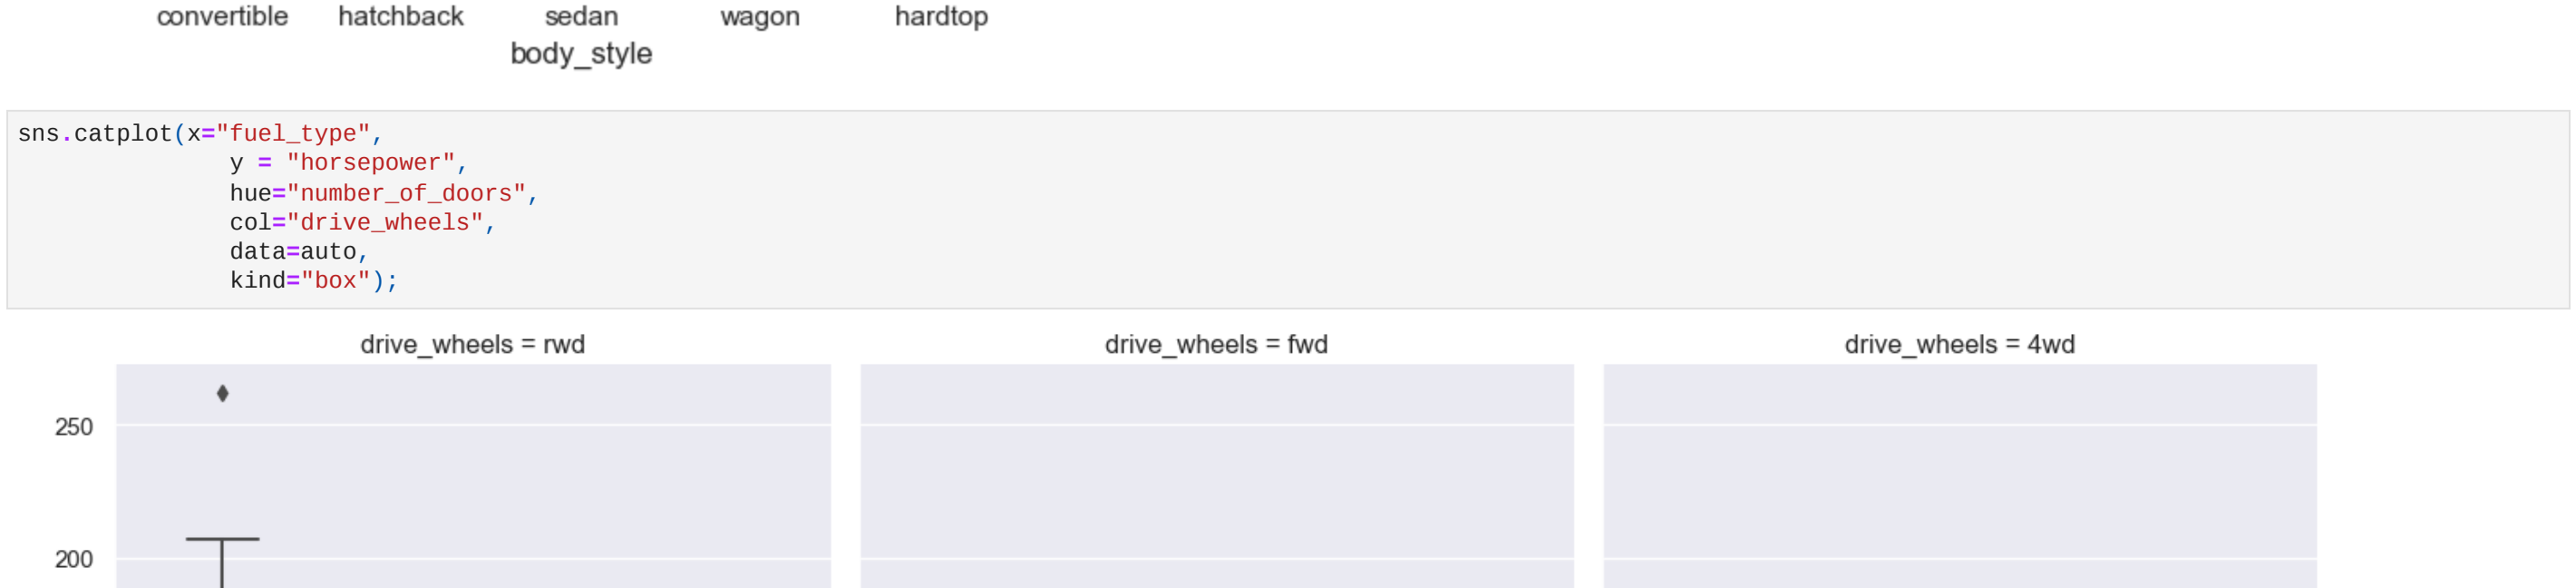 convertible hatchback sedan wagon hardtop
body_style
sns.catplot(x="fuel_type",
y = "horsepower",
hue="number_of_doors",
col="drive_wheels",
data=auto,
kind="box");
drive_wheels = rwd drive_wheels = fwd drive_wheels = 4wd
250
200